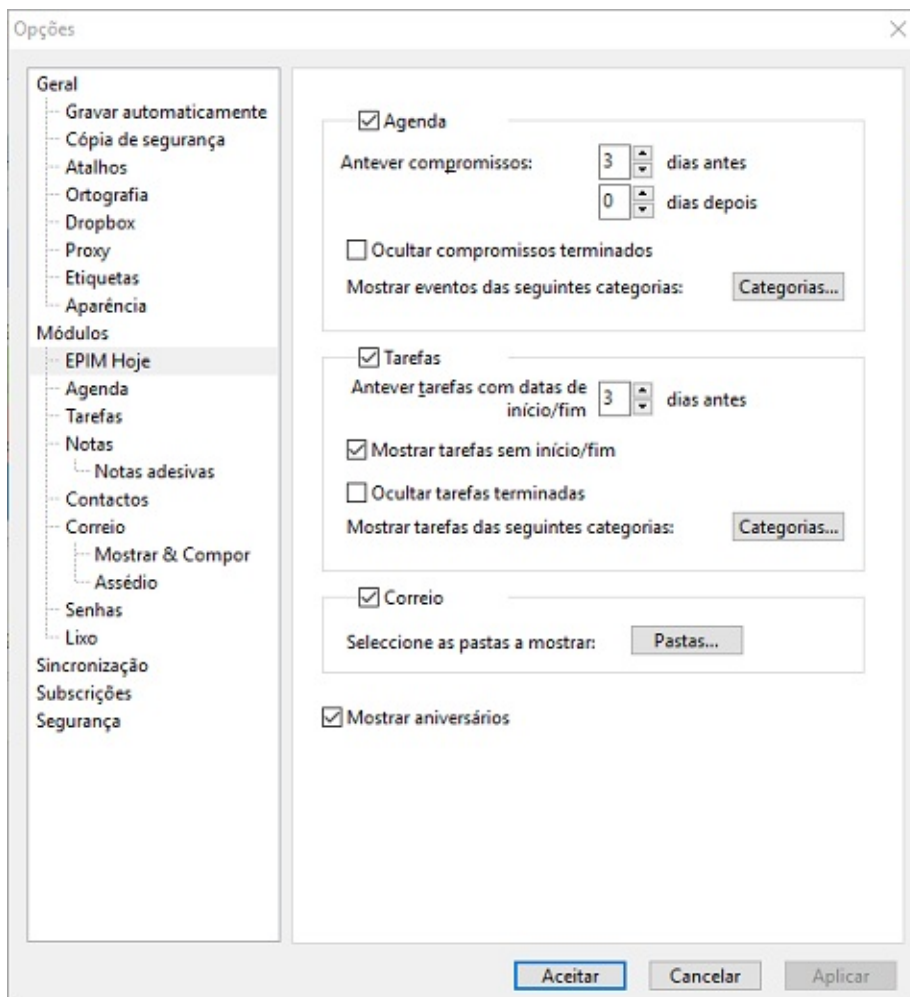 Opções
Geral
Gravar automaticamente
Cópia de segurança
Atalhos
Ortografia
Dropbox
Proxy
Etiquetas
Aparência
Módulos
EPIM Hoje
Agenda
Tarefas
Notas
Notas adesivas
Contactos
Correio
Mostrar & Compor
Assédio
Senhas
Lixo
Sincronização
Subscrições
Segurança
Agenda
Antever compromissos: 3 dias antes
0 dias depois
Ocultar compromissos terminados
Mostrar eventos das seguintes categorias: Categorias...
Tarefas
Antever tarefas com datas de
início/fim 3 dias antes
Mostrar tarefas sem início/fim
Ocultar tarefas terminadas
Mostrar tarefas das seguintes categorias: Categorias...
Correio
Seleccione as pastas a mostrar: Pastas...
Mostrar aniversários
Aceitar Cancelar Aplicar